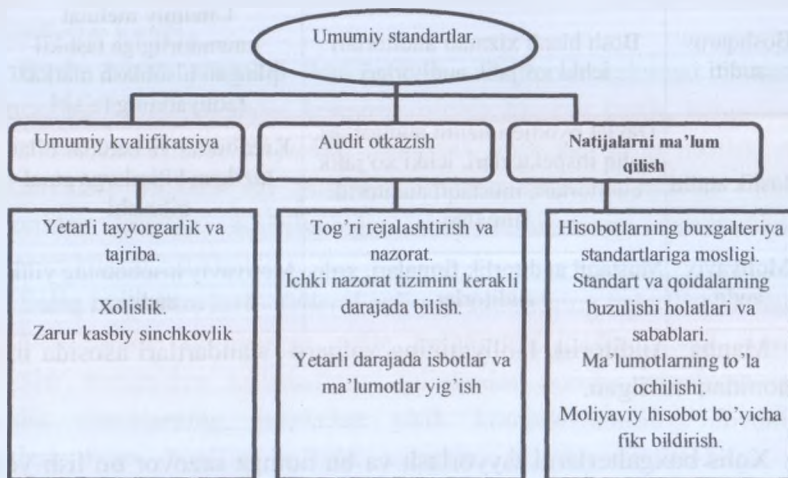 Umumiy standartlar.
Umumiy kvalifikatsiya
Audit otkazish
Natijalarni ma'lum
qilish
Yetarli tayyorgarlik va
tajriba.
Xolislik.
Zarur kasbiy sinchkovlik
Tog'ri rejalashtirish va
nazorat.
Ichki nazorat tizimini kerakli
darajada bilish.
Yetarli darajada isbotlar va
ma'lumotlar yig'ish
Hisobotlarning buxgalteriya
standartlariga mosligi.
Standart va qoidalarning
buzulishi holatlari va
sabablari.
Ma'lumotlarning to'la
ochilishi.
Moliyaviy hisobot bo'yicha
fikr bildirish.